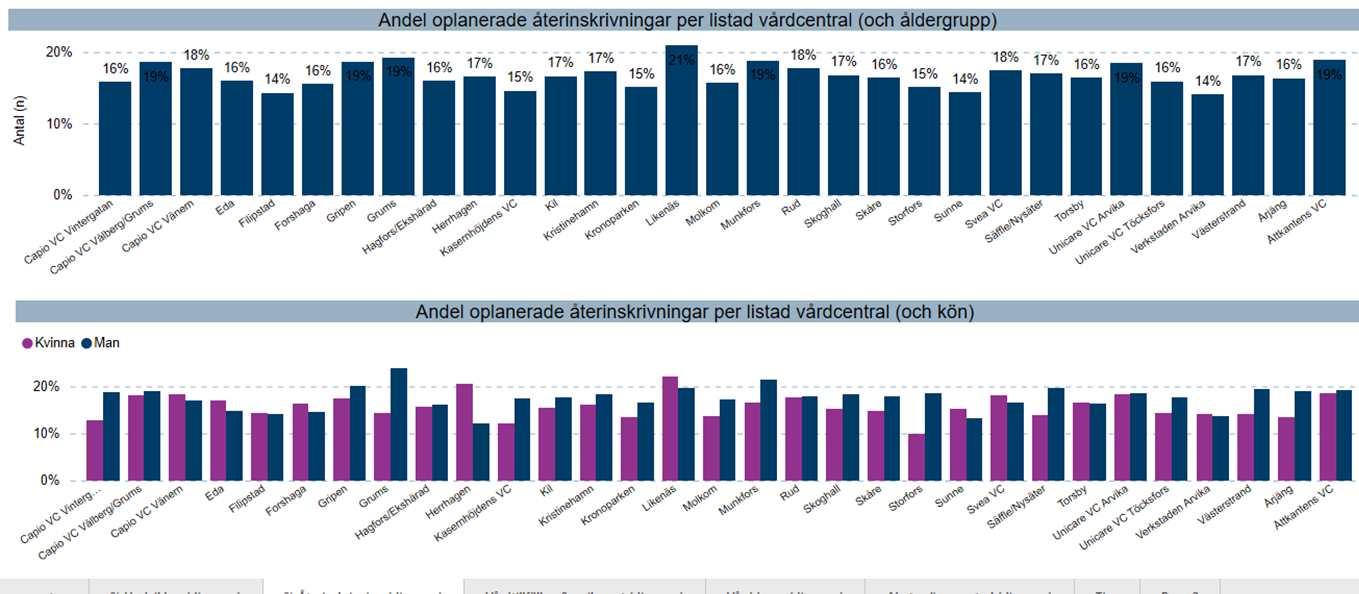 Andel oplanerade återinskrivningar per listad vårdcentral (och åldergrupp)
Antal (n)
20%
10%
0%
16% 19% 18% 16% 14% 16% 19% 19% 16% 17% 15% 17% 17% 15% 21% 16% 19% 18% 17% 16% 15% 14% 18% 17% 16% 19% 16% 14% 17% 16% 19%
Capio VC Vintergatan
Capio VC Vålberg/Grums
Capio VC Vänern
Eda
Filipstad
Forshaga
Gripen
Grums
Hagfors/Ekshärad
Herrhagen
Kasernhöjdens VC
Kil
Kristinehamn
Kronoparken
Likenäs
Molkom
Munkfors
Rud
Skoghall
Skåre
Storfors
Sunne
Svea VC
Säffle/Nysäter
Torsby
Unicare VC Arvika
Unicare VC Töcksfors
Verkstaden Arvika
Västerstrand
Årjäng
Attkantens VC
Andel oplanerade återinskrivningar per listad vårdcentral (och kön)
Kvinna Man
20%
10%
0%
Capio VC Vinterg...
Capio VC Vålberg/Grums
Capio VC Vänern
Eda
Filipstad
Forshaga
Gripen
Grums
Hagfors/Ekshärad
Herrhagen
Kasernhöjdens VC
Kil
Kristinehamn
Kronoparken
Likenäs
Molkom
Munkfors
Rud
Skoghall
Skåre
Storfors
Sunne
Svea VC
Säffle/Nysäter
Torsby
Unicare VC Arvika
Unicare VC Töcksfors
Verkstaden Arvika
Västerstrand
Årjäng
Attkantens VC